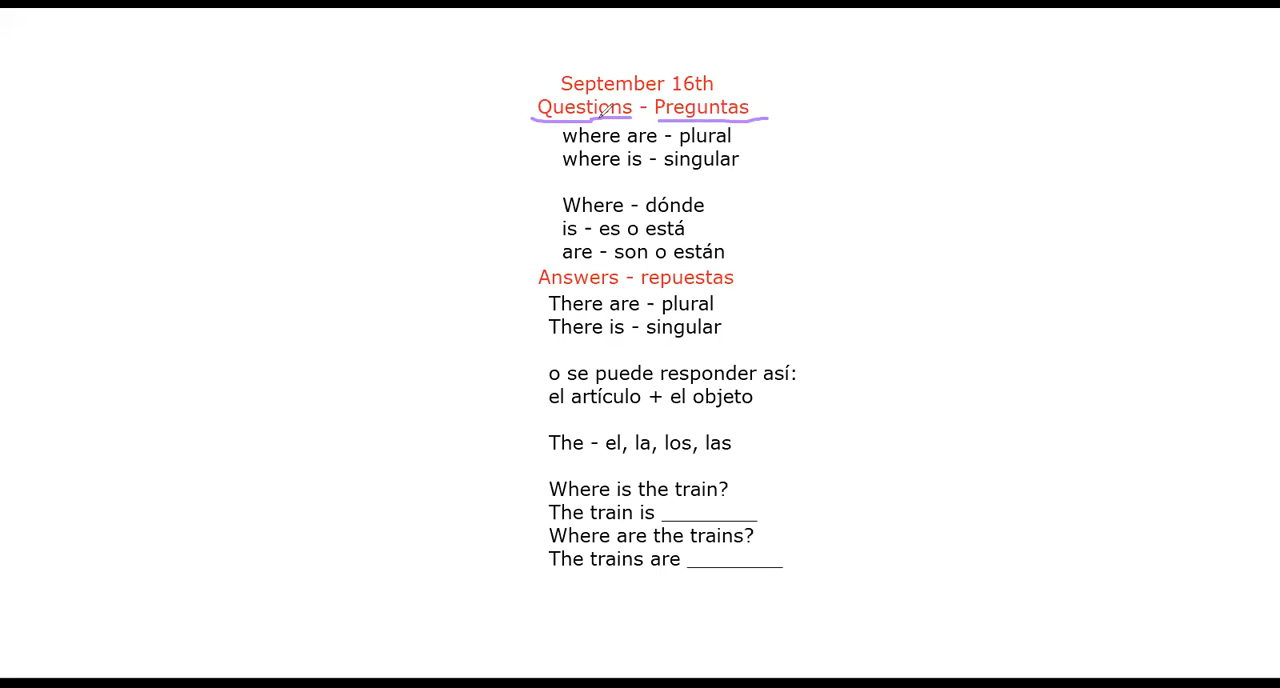 September 16th
Questions - Preguntas
where are - plural
where is - singular
Where - dónde
is - es o está
are - son o están
Answers - repuestas
There are - plural
There is - singular
o se puede responder así:
el artículo + el objeto
The - el, la, los, las
Where is the train?
The train is _________
Where are the trains?
The trains are _________